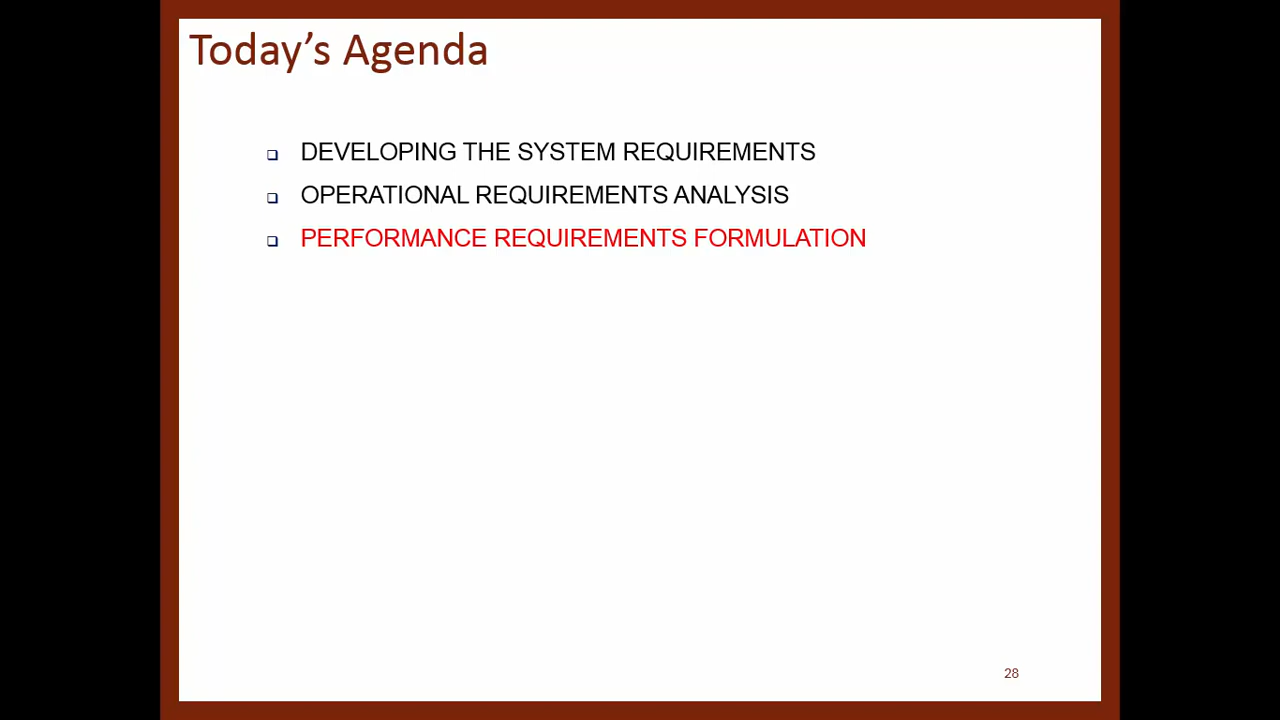 Today’s Agenda
❑ DEVELOPING THE SYSTEM REQUIREMENTS
❑ OPERATIONAL REQUIREMENTS ANALYSIS
❑ PERFORMANCE REQUIREMENTS FORMULATION
28